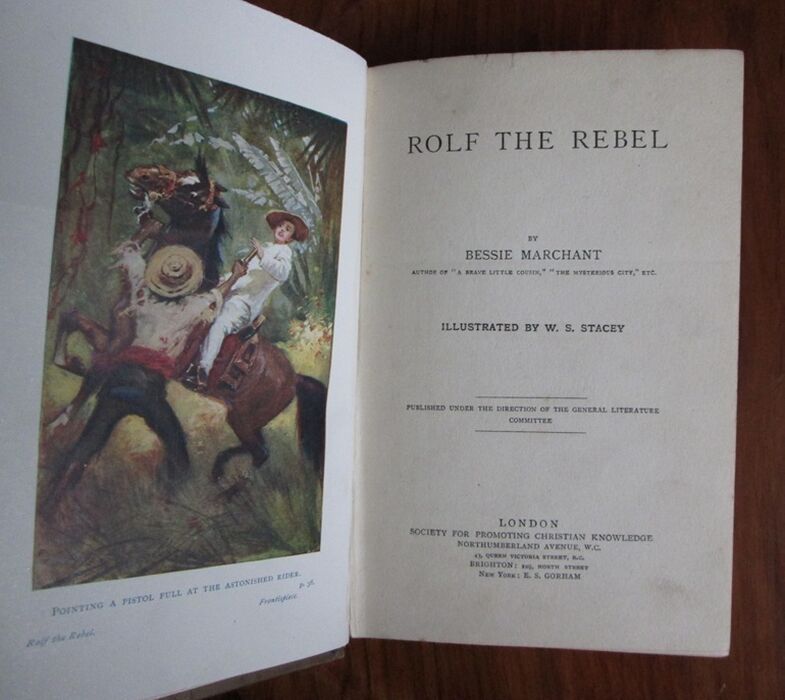 POINTING A PISTOL FULL AT THE ASTONISHED RIDER.
p. 38.
Frontispiece.
Rolf the Rebel.
ROLF THE REBEL
BY
BESSIE MARCHANT
AUTHOR OF "A BRAVE LITTLE COUSIN," "THE MYSTERIOUS CITY," ETC.
ILLUSTRATED BY W. S. STACEY
PUBLISHED UNDER THE DIRECTION OF THE GENERAL LITERATURE
COMMITTEE
LONDON
SOCIETY FOR PROMOTING CHRISTIAN KNOWLEDGE
NORTHUMBERLAND AVENUE, W.C.
43, QUEEN VICTORIA STREET, E.C.
BRIGHTON: 129, NORTH STREET
NEW YORK: E. S. GORHAM